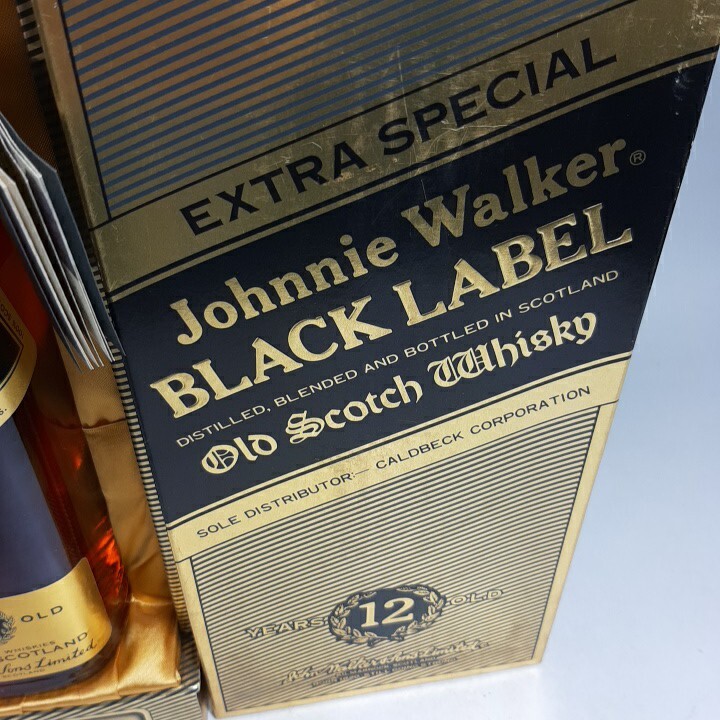 EXTRA SPECIAL
Johnnie Walker®
BLACK LABEL
DISTILLED, BLENDED AND BOTTLED IN SCOTLAND
Old Scotch Whisky
SOLE DISTRIBUTOR:— CALDBECK CORPORATION
YEARS 12 OLD
OLD
WHISKIES
SCOTLAND
Sons Limited